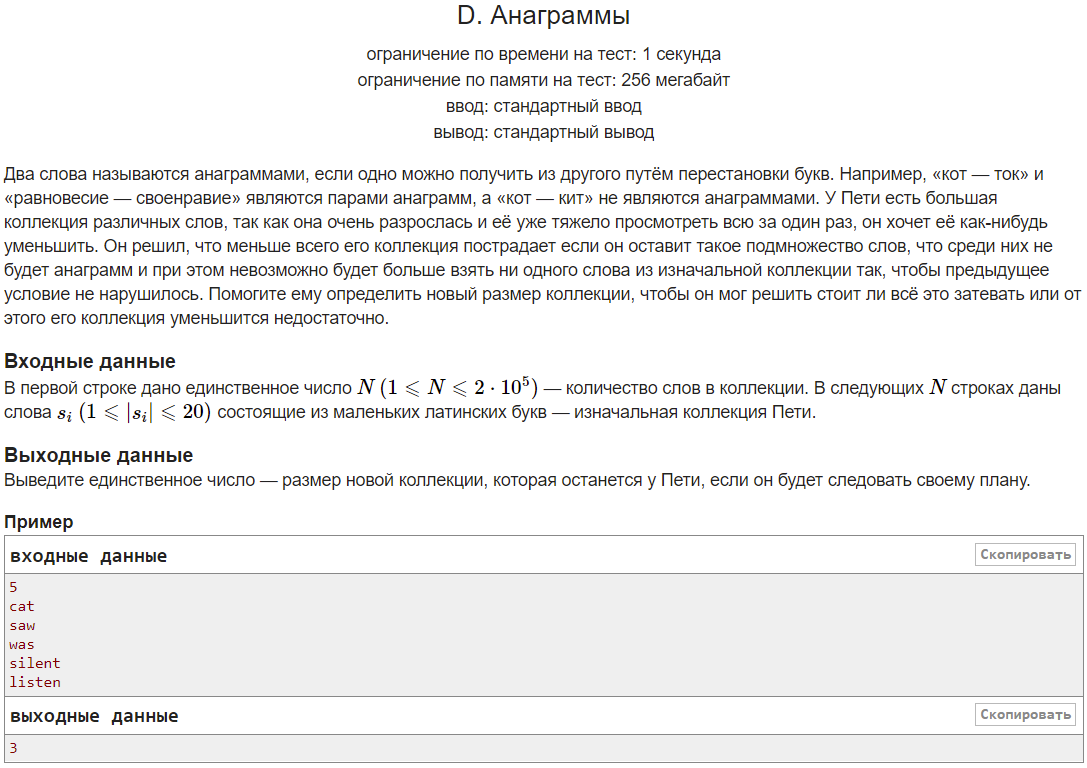 D. Анаграммы
ограничение по времени на тест: 1 секунда
ограничение по памяти на тест: 256 мегабайт
ввод: стандартный ввод
вывод: стандартный вывод
Два слова называются анаграммами, если одно можно получить из другого путём перестановки букв. Например, «кот — ток» и
«равновесие — своенравие» являются парами анаграмм, а «кот — кит» не являются анаграммами. У Пети есть большая
коллекция различных слов, так как она очень разрослась и её уже тяжело просмотреть всю за один раз, он хочет её как-нибудь
уменьшить. Он решил, что меньше всего его коллекция пострадает если он оставит такое подмножество слов, что среди них не
будет анаграмм и при этом невозможно будет больше взять ни одного слова из изначальной коллекции так, чтобы предыдущее
условие не нарушилось. Помогите ему определить новый размер коллекции, чтобы он мог решить стоит ли всё это затевать или от
этого его коллекция уменьшится недостаточно.
Входные данные
В первой строке дано единственное число N (1 ⩽ N ⩽ 2 · 10⁵) — количество слов в коллекции. В следующих N строках даны
слова sᵢ (1 ⩽ |sᵢ| ⩽ 20) состоящие из маленьких латинских букв — изначальная коллекция Пети.
Выходные данные
Выведите единственное число — размер новой коллекции, которая останется у Пети, если он будет следовать своему плану.
Пример
входные данные Скопировать
5
cat
saw
was
silent
listen
выходные данные Скопировать
3